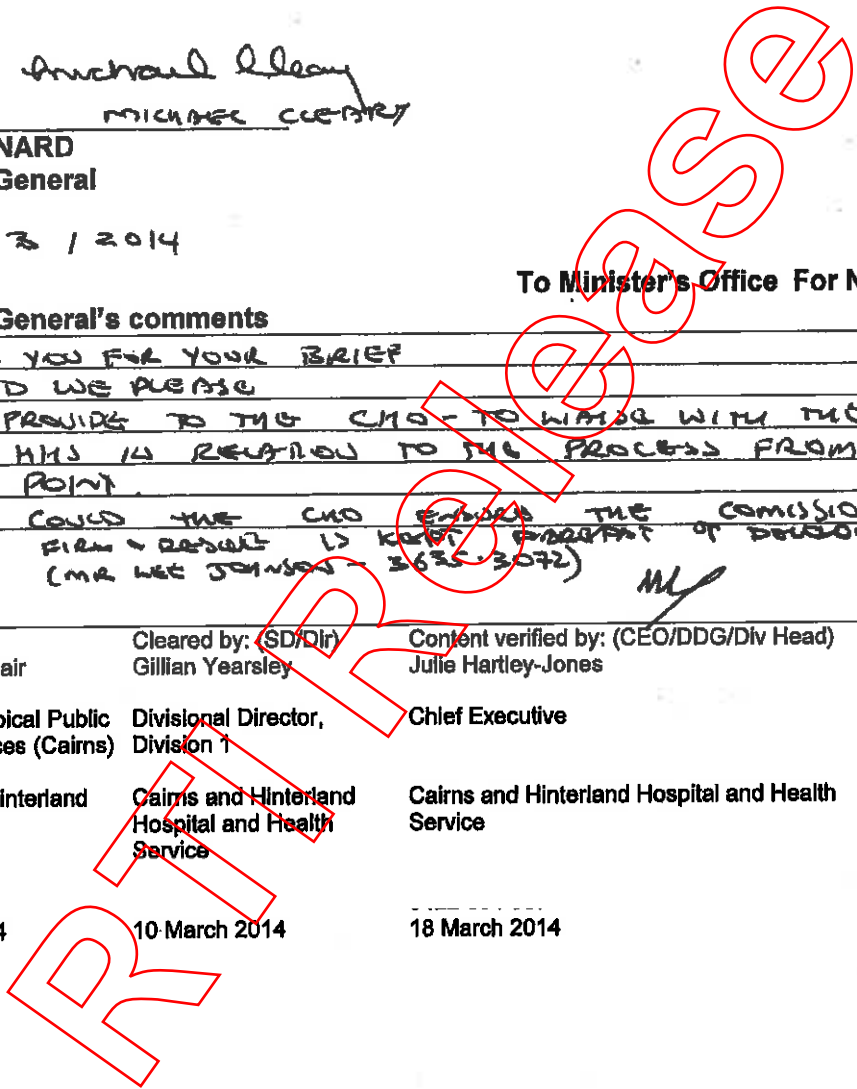 Michael Cleary
MICHAEL CLEARY
NARD
General
3 / 2014
To Minister's Office For N
General's comments
YOU FOR YOUR BRIEF
D WE PLEASE
PROVIDE TO THE CHO - TO LIAISE WITH THE
HHS IN RELATION TO THE PROCESS FROM
POINT.
COULD THE CHO ENSURE THE COMISSIO
FIRE & RESCUE IS KEPT OF
(MR LEE JOHNSON - 3635.3072)
Cleared by: (SD/Dir) Content verified by: (CEO/DDG/Div Head)
air Gillian Yearsley Julie Hartley-Jones
pical Public Divisional Director, Chief Executive
ces (Cairns) Division 1
interland Cairns and Hinterland Cairns and Hinterland Hospital and Health
Hospital and Health Service
Service
4 10 March 2014 18 March 2014
RTI Release